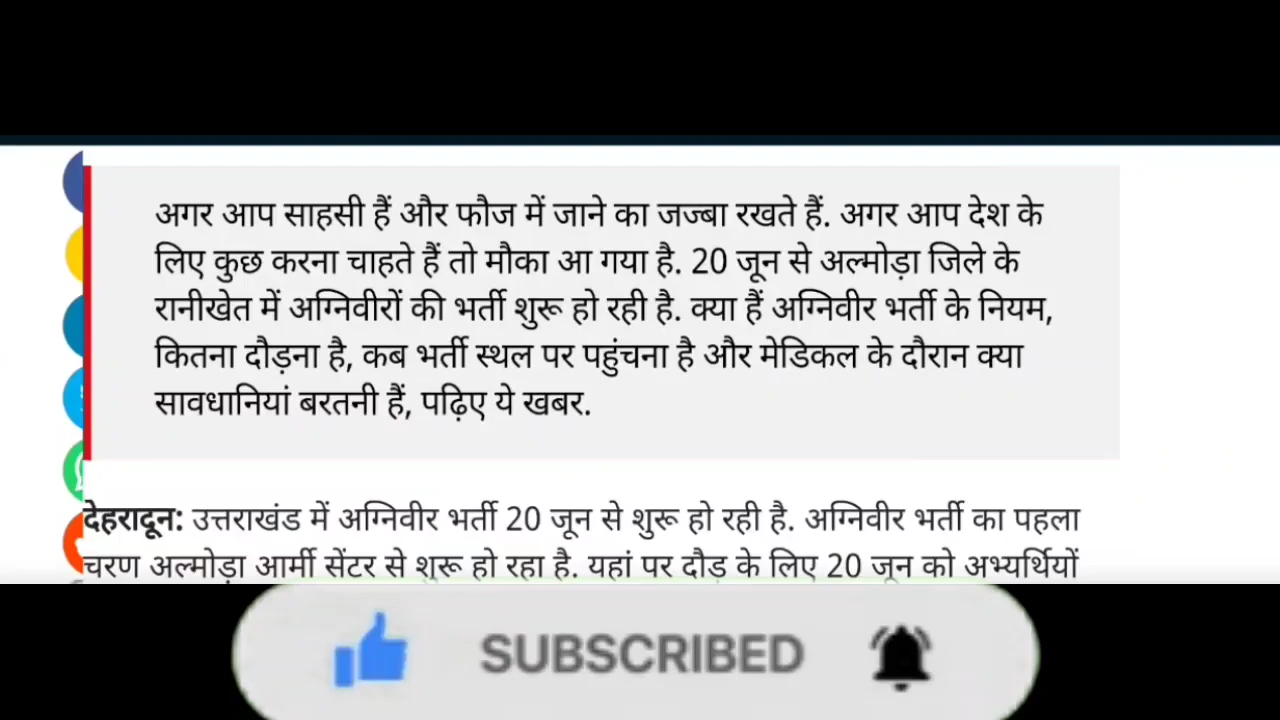 अगर आप साहसी हैं और फौज में जाने का जज्बा रखते हैं. अगर आप देश के
लिए कुछ करना चाहते हैं तो मौका आ गया है. 20 जून से अल्मोड़ा जिले के
रानीखेत में अग्निवीरों की भर्ती शुरू हो रही है. क्या हैं अग्निवीर भर्ती के नियम,
कितना दौड़ना है, कब भर्ती स्थल पर पहुंचना है और मेडिकल के दौरान क्या
सावधानियां बरतनी हैं, पढ़िए ये खबर.
देहरादून: उत्तराखंड में अग्निवीर भर्ती 20 जून से शुरू हो रही है. अग्निवीर भर्ती का पहला
चरण अल्मोड़ा आर्मी सेंटर से शुरू हो रहा है. यहां पर दौड़ के लिए 20 जून को अभ्यर्थियों
SUBSCRIBED